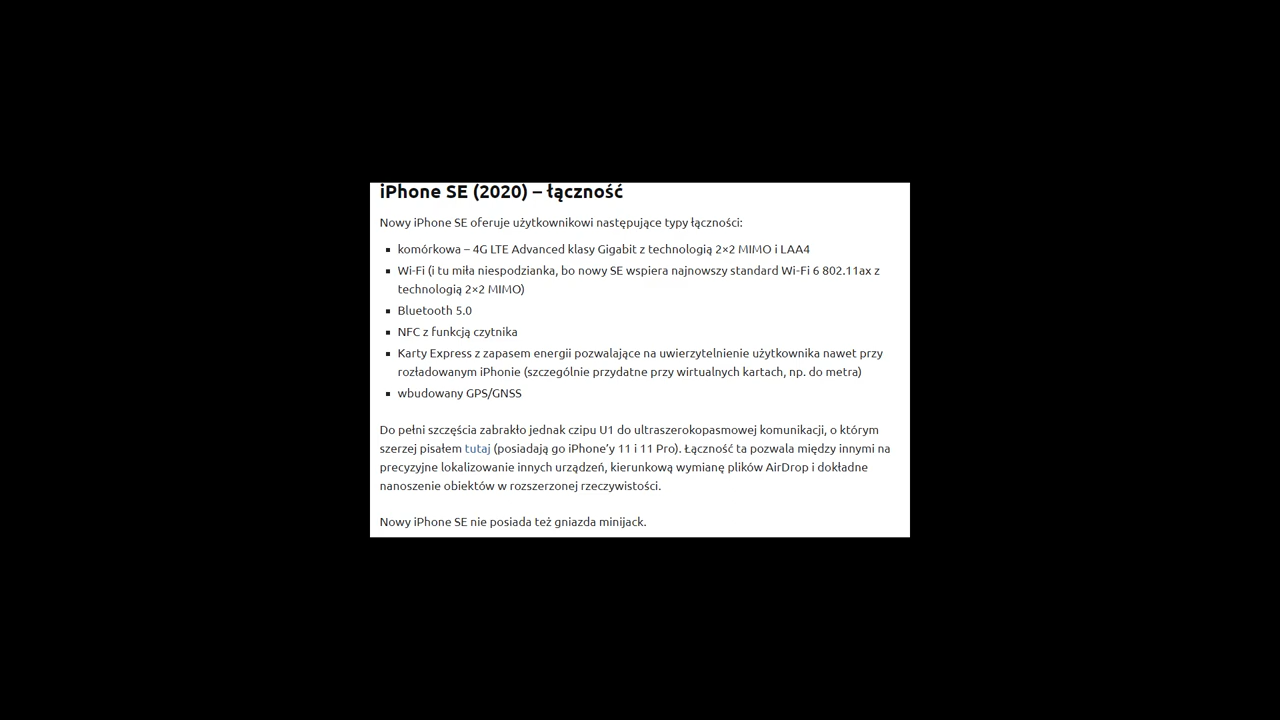 iPhone SE (2020) – łączność
Nowy iPhone SE oferuje użytkownikowi następujące typy łączności:
▪ komórkowa – 4G LTE Advanced klasy Gigabit z technologią 2×2 MIMO i LAA4
▪ Wi-Fi (i tu miła niespodzianka, bo nowy SE wspiera najnowszy standard Wi-Fi 6 802.11ax z
technologią 2×2 MIMO)
▪ Bluetooth 5.0
▪ NFC z funkcją czytnika
▪ Karty Express z zapasem energii pozwalające na uwierzytelnienie użytkownika nawet przy
rozładowanym iPhonie (szczególnie przydatne przy wirtualnych kartach, np. do metra)
▪ wbudowany GPS/GNSS
Do pełni szczęścia zabrakło jednak czipu U1 do ultraszerokopasmowej komunikacji, o którym
szerzej pisałem tutaj (posiadają go iPhone’y 11 i 11 Pro). Łączność ta pozwala między innymi na
precyzyjne lokalizowanie innych urządzeń, kierunkową wymianę plików AirDrop i dokładne
nanoszenie obiektów w rozszerzonej rzeczywistości.
Nowy iPhone SE nie posiada też gniazda minijack.